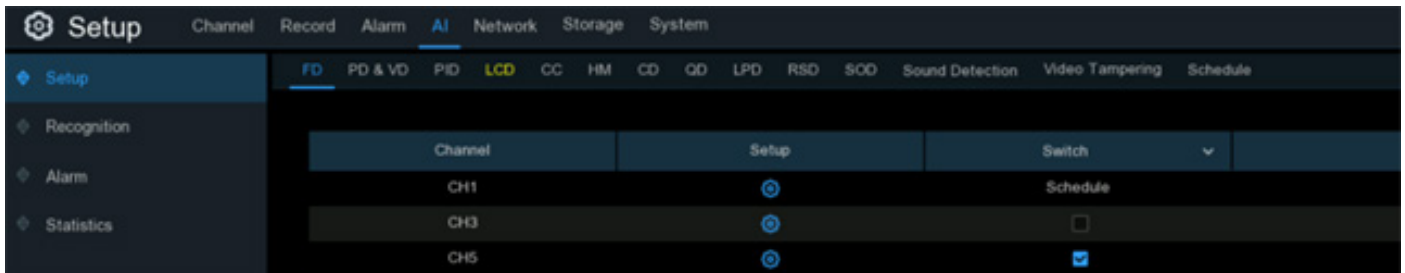 Setup Channel Record Alarm AI Network Storage System
Setup FD PD & VD PID LCD CC HM CD QD LPD RSD SOD Sound Detection Video Tampering Schedule
Recognition
Channel Setup Switch
Alarm
CH1 Schedule
Statistics
CH3
CH5